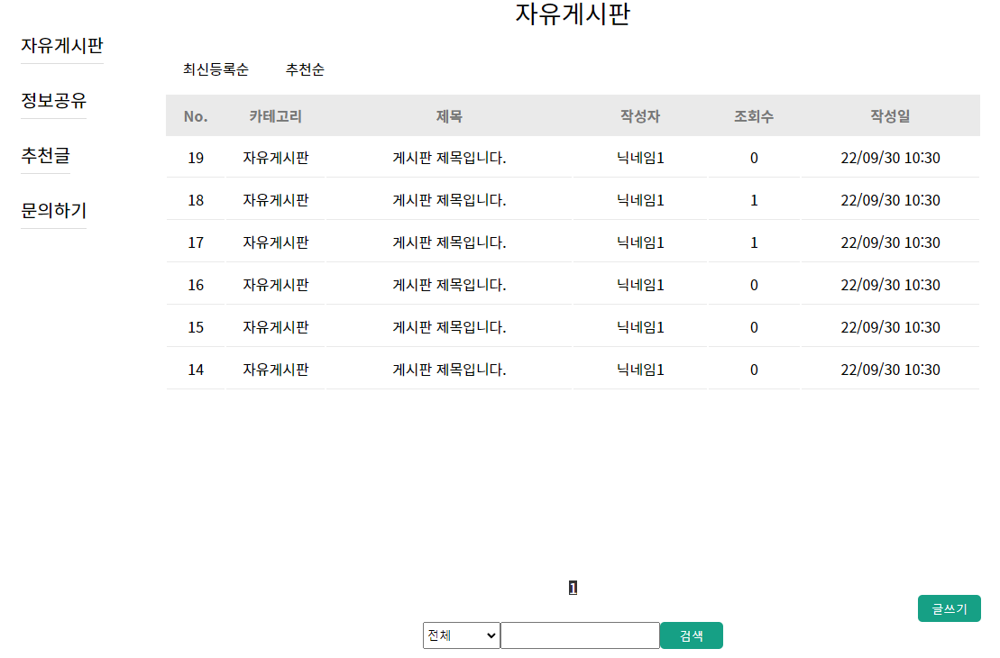 자유게시판
자유게시판
정보공유
추천글
문의하기
최신등록순 추천순
No. 카테고리 제목 작성자 조회수 작성일
19 자유게시판 게시판 제목입니다. 닉네임1 0 22/09/30 10:30
18 자유게시판 게시판 제목입니다. 닉네임1 1 22/09/30 10:30
17 자유게시판 게시판 제목입니다. 닉네임1 1 22/09/30 10:30
16 자유게시판 게시판 제목입니다. 닉네임1 0 22/09/30 10:30
15 자유게시판 게시판 제목입니다. 닉네임1 0 22/09/30 10:30
14 자유게시판 게시판 제목입니다. 닉네임1 0 22/09/30 10:30
1
글쓰기
전체 검색